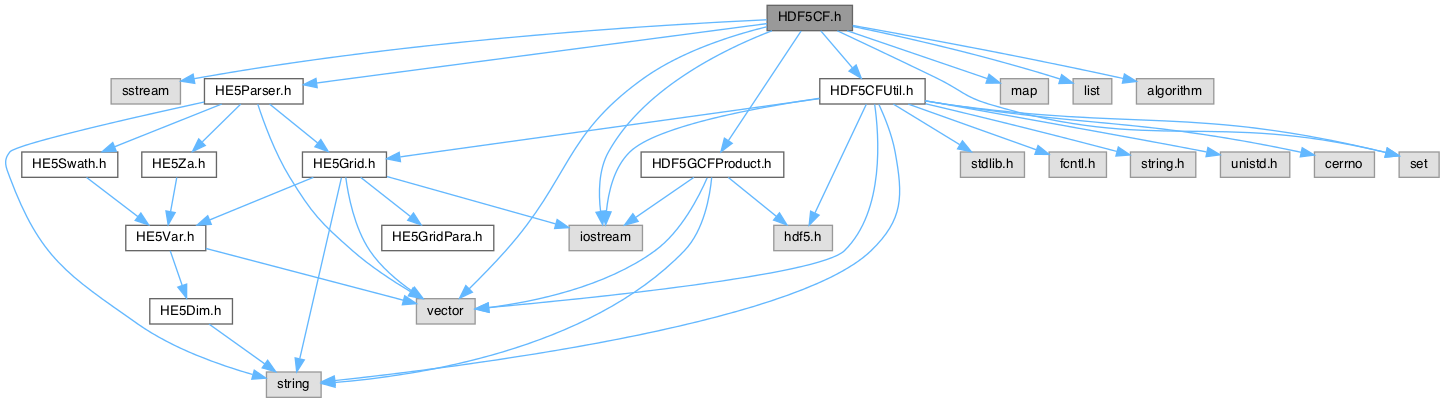 HDF5CF.h
sstream
HE5Parser.h
HDF5CFUtil.h
map
list
algorithm
HE5Swath.h
HE5Za.h
HE5Grid.h
HDF5GCFProduct.h
stdlib.h
fcntl.h
string.h
unistd.h
cerrno
set
HE5Var.h
HE5GridPara.h
iostream
hdf5.h
HE5Dim.h
vector
string